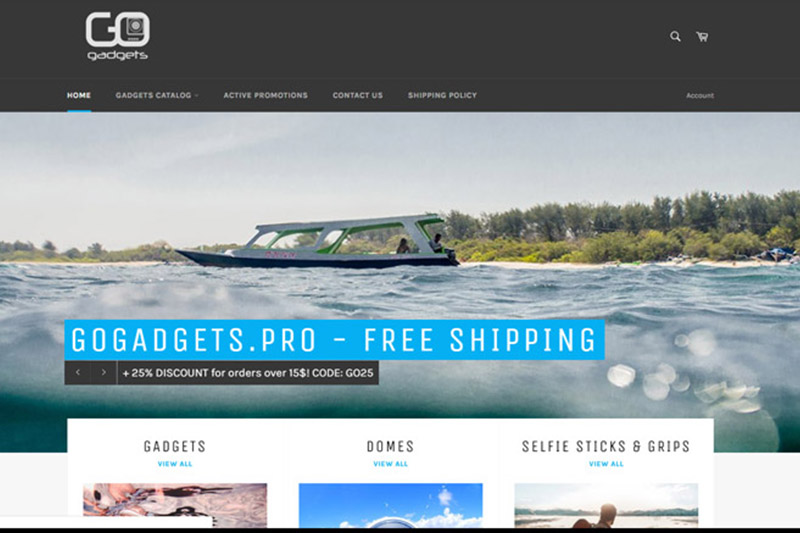 GO
gadgets
HOME GADGETS CATALOG ACTIVE PROMOTIONS CONTACT US SHIPPING POLICY Account
GOGADGETS.PRO - FREE SHIPPING
+ 25% DISCOUNT for orders over 15$! CODE: GO25
GADGETS
VIEW ALL
DOMES
VIEW ALL
SELFIE STICKS & GRIPS
VIEW ALL